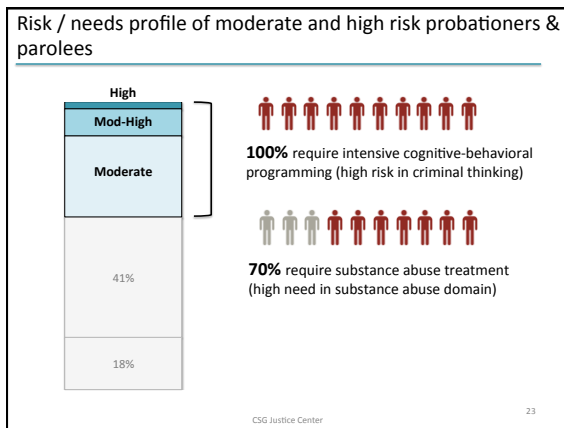 Risk / needs profile of moderate and high risk probationers &
parolees
High
Mod-High
Moderate
41%
18%
100% require intensive cognitive-behavioral
programming (high risk in criminal thinking)
70% require substance abuse treatment
(high need in substance abuse domain)
CSG Justice Center
23